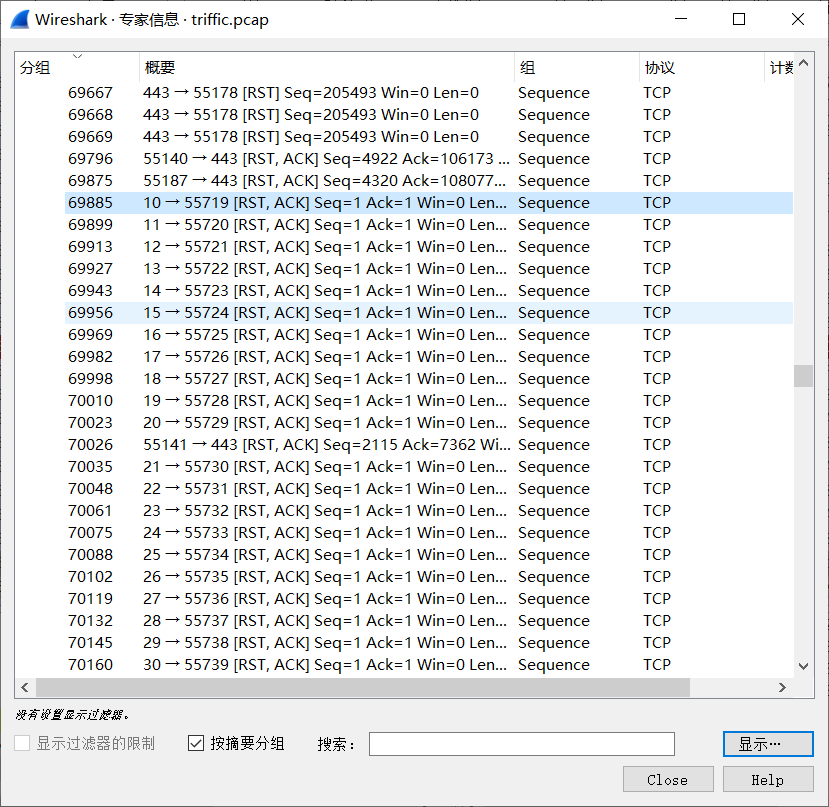 Wireshark · 专家信息 · triffic.pcap
分组 概要 组 协议 计数
69667 443 → 55178 [RST] Seq=205493 Win=0 Len=0 Sequence TCP
69668 443 → 55178 [RST] Seq=205493 Win=0 Len=0 Sequence TCP
69669 443 → 55178 [RST] Seq=205493 Win=0 Len=0 Sequence TCP
69796 55140 → 443 [RST, ACK] Seq=4922 Ack=106173 ... Sequence TCP
69875 55187 → 443 [RST, ACK] Seq=4320 Ack=108077... Sequence TCP
69885 10 → 55719 [RST, ACK] Seq=1 Ack=1 Win=0 Len... Sequence TCP
69899 11 → 55720 [RST, ACK] Seq=1 Ack=1 Win=0 Len... Sequence TCP
69913 12 → 55721 [RST, ACK] Seq=1 Ack=1 Win=0 Len... Sequence TCP
69927 13 → 55722 [RST, ACK] Seq=1 Ack=1 Win=0 Len... Sequence TCP
69943 14 → 55723 [RST, ACK] Seq=1 Ack=1 Win=0 Len... Sequence TCP
69956 15 → 55724 [RST, ACK] Seq=1 Ack=1 Win=0 Len... Sequence TCP
69969 16 → 55725 [RST, ACK] Seq=1 Ack=1 Win=0 Len... Sequence TCP
69982 17 → 55726 [RST, ACK] Seq=1 Ack=1 Win=0 Len... Sequence TCP
69998 18 → 55727 [RST, ACK] Seq=1 Ack=1 Win=0 Len... Sequence TCP
70010 19 → 55728 [RST, ACK] Seq=1 Ack=1 Win=0 Len... Sequence TCP
70023 20 → 55729 [RST, ACK] Seq=1 Ack=1 Win=0 Len... Sequence TCP
70026 55141 → 443 [RST, ACK] Seq=2115 Ack=7362 Wi... Sequence TCP
70035 21 → 55730 [RST, ACK] Seq=1 Ack=1 Win=0 Len... Sequence TCP
70048 22 → 55731 [RST, ACK] Seq=1 Ack=1 Win=0 Len... Sequence TCP
70061 23 → 55732 [RST, ACK] Seq=1 Ack=1 Win=0 Len... Sequence TCP
70075 24 → 55733 [RST, ACK] Seq=1 Ack=1 Win=0 Len... Sequence TCP
70088 25 → 55734 [RST, ACK] Seq=1 Ack=1 Win=0 Len... Sequence TCP
70102 26 → 55735 [RST, ACK] Seq=1 Ack=1 Win=0 Len... Sequence TCP
70119 27 → 55736 [RST, ACK] Seq=1 Ack=1 Win=0 Len... Sequence TCP
70132 28 → 55737 [RST, ACK] Seq=1 Ack=1 Win=0 Len... Sequence TCP
70145 29 → 55738 [RST, ACK] Seq=1 Ack=1 Win=0 Len... Sequence TCP
70160 30 → 55739 [RST, ACK] Seq=1 Ack=1 Win=0 Len... Sequence TCP
没有设置显示过滤器。
显示过滤器的限制 按摘要分组 搜索： 显示…
Close Help